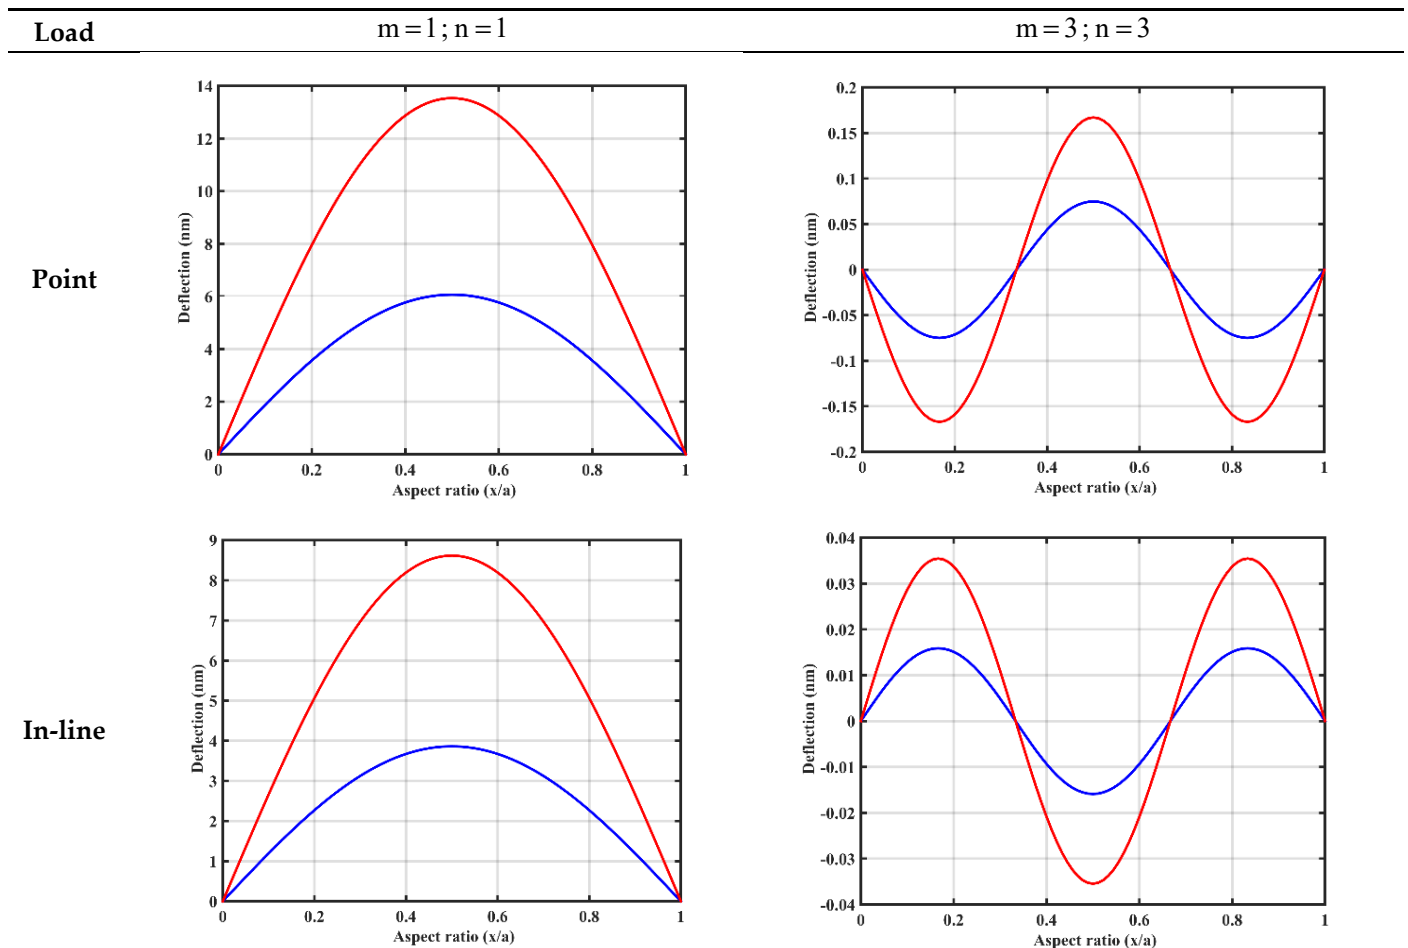 Load m = 1 ; n = 1 m = 3 ; n = 3
Point
14
12
10
8
6
4
2
0
Deflection (nm)
0 0.2 0.4 0.6 0.8 1
Aspect ratio (x/a)
0.2
0.15
0.1
0.05
0
-0.05
-0.1
-0.15
-0.2
Deflection (nm)
0 0.2 0.4 0.6 0.8 1
Aspect ratio (x/a)
In-line
9
8
7
6
5
4
3
2
1
0
Deflection (nm)
0 0.2 0.4 0.6 0.8 1
Aspect ratio (x/a)
0.04
0.03
0.02
0.01
0
-0.01
-0.02
-0.03
-0.04
Deflection (nm)
0 0.2 0.4 0.6 0.8 1
Aspect ratio (x/a)